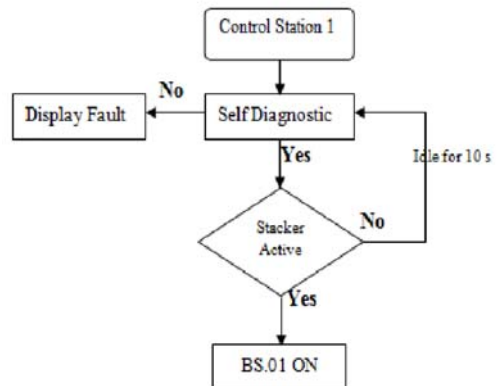 Control Station 1
No
Display Fault
Self Diagnostic
Yes
Idle for 10 s
Stacker
Active
No
Yes
BS.01 ON